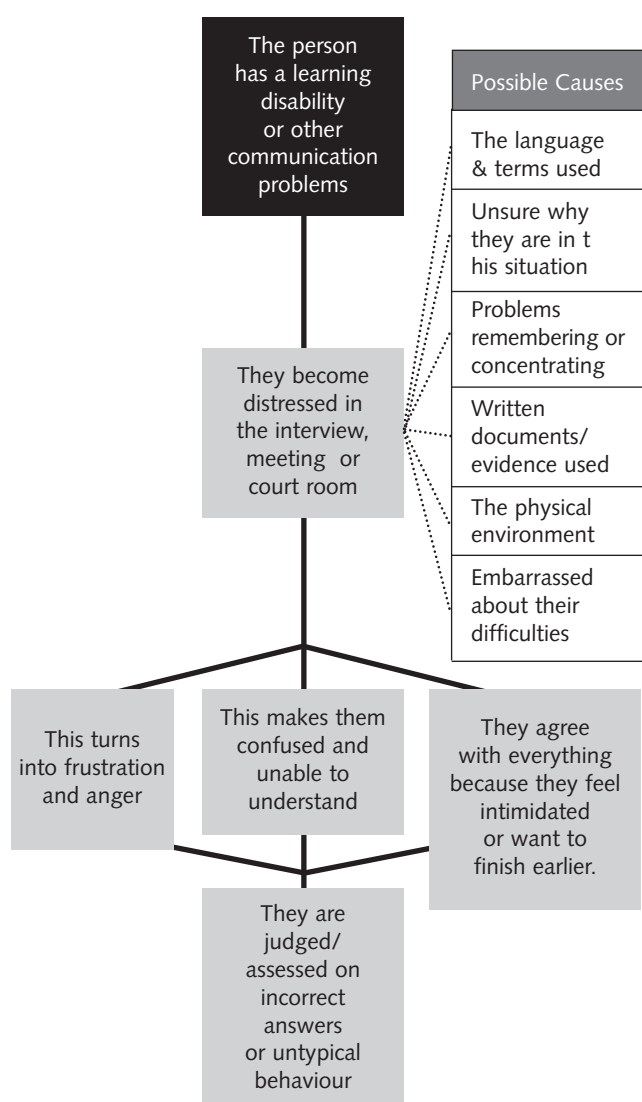 The person
has a learning
disability
or other
communication
problems
Possible Causes
The language
& terms used
Unsure why
they are in t
his situation
Problems
remembering or
concentrating
Written
documents/
evidence used
The physical
environment
Embarrassed
about their
difficulties
They become
distressed in
the interview,
meeting or
court room
This turns
into frustration
and anger
This makes them
confused and
unable to
understand
They agree
with everything
because they feel
intimidated
or want to
finish earlier.
They are
judged/
assessed on
incorrect
answers
or untypical
behaviour